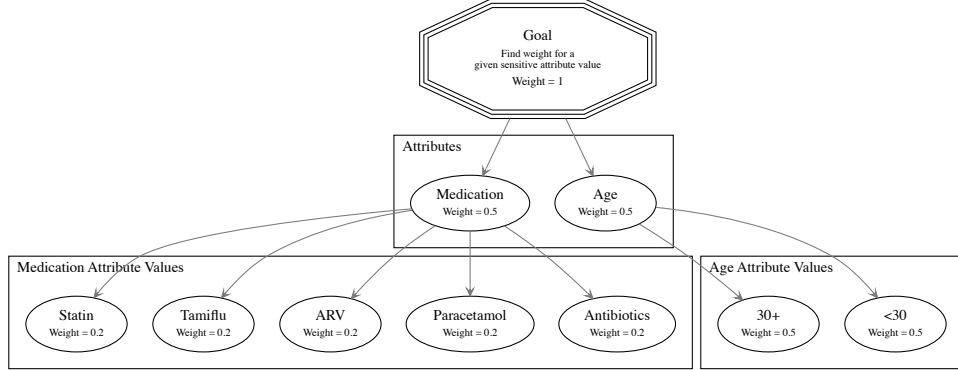 Goal
Find weight for a
given sensitive attribute value
Weight = 1
Attributes
Medication
Weight = 0.5
Age
Weight = 0.5
Medication Attribute Values
Statin
Weight = 0.2
Tamiflu
Weight = 0.2
ARV
Weight = 0.2
Paracetamol
Weight = 0.2
Antibiotics
Weight = 0.2
Age Attribute Values
30+
Weight = 0.5
<30
Weight = 0.5